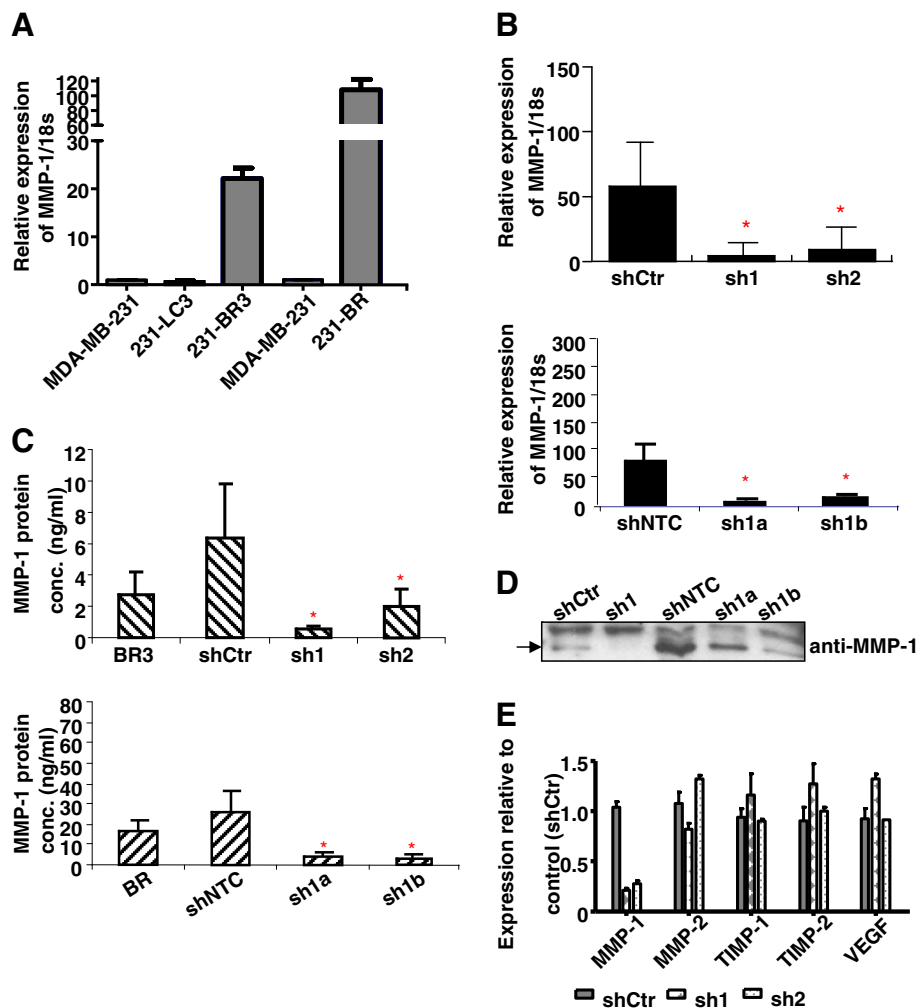 A
Relative expression
of MMP-1/18s
120
100
80
60
30
20
10
0
MDA-MB-231
231-LC3
231-BR3
MDA-MB-231
231-BR
B
Relative expression
of MMP-1/18s
150
100
50
0
*
*
shCtr
sh1
sh2
Relative expression
of MMP-1/18s
300
250
200
150
100
50
0
*
*
shNTC
sh1a
sh1b
C
MMP-1 protein
conc. (ng/ml)
12
10
8
6
4
2
0
*
*
BR3
shCtr
sh1
sh2
MMP-1 protein
conc. (ng/ml)
80
70
60
50
40
30
20
10
0
*
*
BR
shNTC
sh1a
sh1b
D
shCtr
sh1
shNTC
sh1a
sh1b
anti-MMP-1
E
Expression relative to
control (shCtr)
1.5
1.0
0.5
0
MMP-1
MMP-2
TIMP-1
TIMP-2
VEGF
shCtr
sh1
sh2